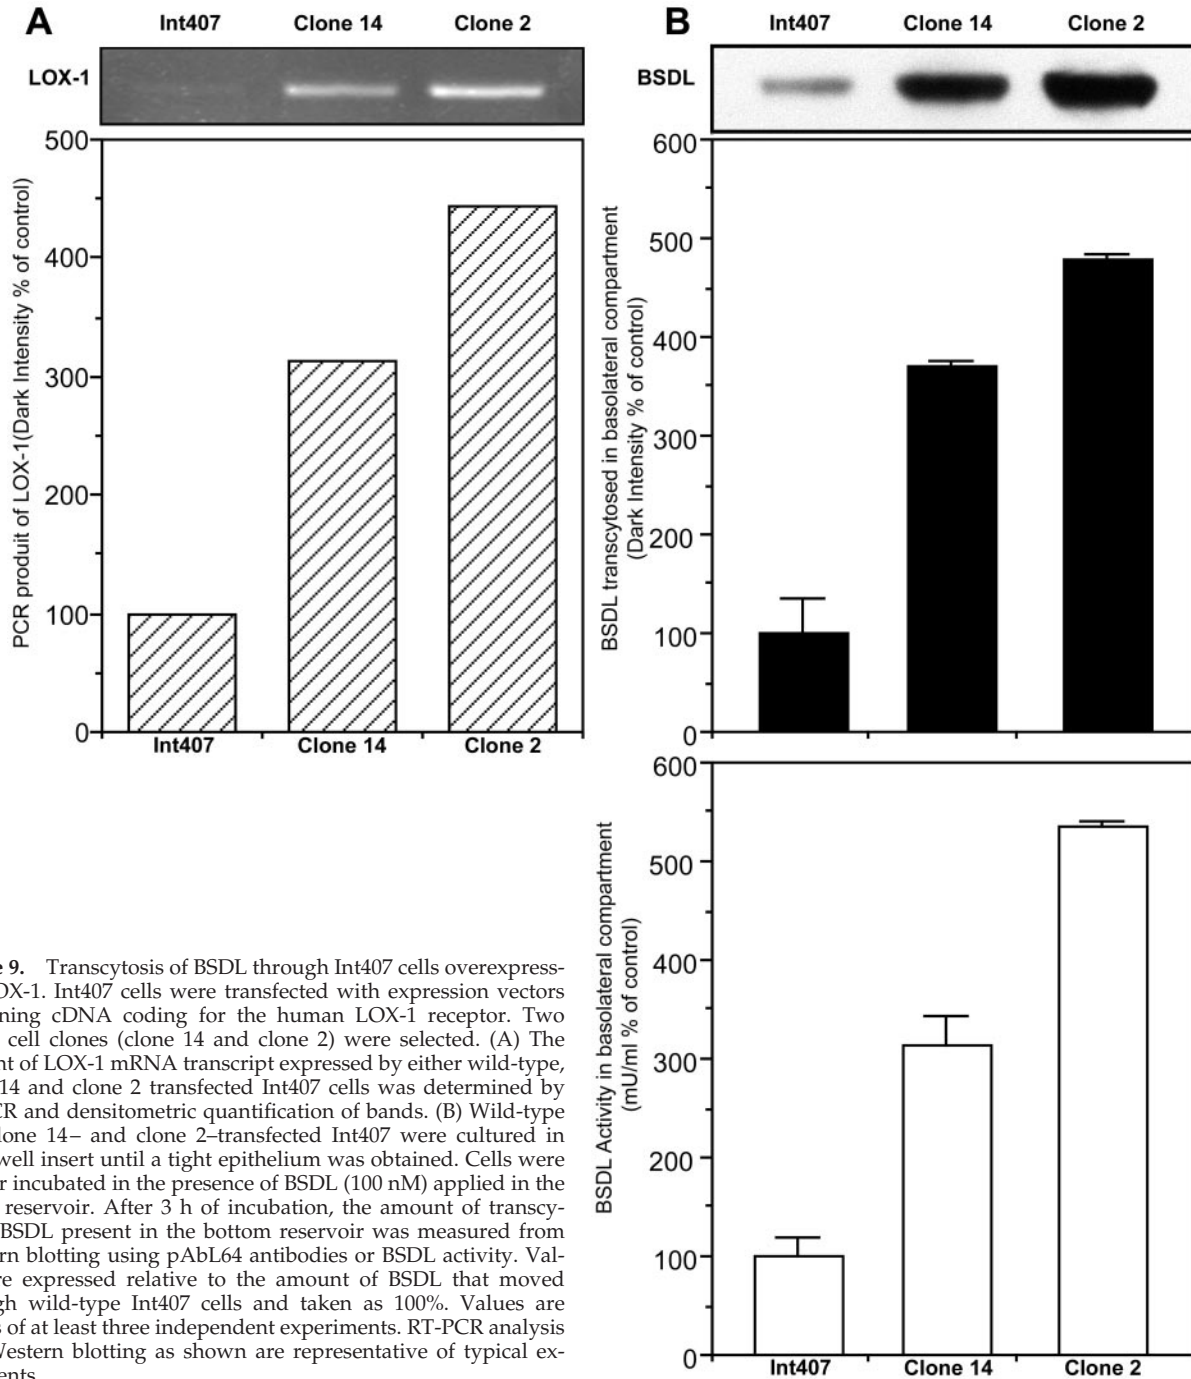 A
Int407 Clone 14 Clone 2
LOX-1
500
400
300
200
100
0
PCR produit of LOX-1(Dark Intensity % of control)
Int407 Clone 14 Clone 2
B
Int407 Clone 14 Clone 2
BSDL
600
500
400
300
200
100
0
BSDL transcytosed in basolateral compartment
(Dark Intensity % of control)
600
500
400
300
200
100
0
BSDL Activity in basolateral compartment
(mU/ml % of control)
Int407 Clone 14 Clone 2
9. Transcytosis of BSDL through Int407 cells overexpress-
OX-1. Int407 cells were transfected with expression vectors
ning cDNA coding for the human LOX-1 receptor. Two
cell clones (clone 14 and clone 2) were selected. (A) The
nt of LOX-1 mRNA transcript expressed by either wild-type,
14 and clone 2 transfected Int407 cells was determined by
CR and densitometric quantification of bands. (B) Wild-type
lone 14– and clone 2–transfected Int407 were cultured in
well insert until a tight epithelium was obtained. Cells were
r incubated in the presence of BSDL (100 nM) applied in the
reservoir. After 3 h of incubation, the amount of transcy-
BSDL present in the bottom reservoir was measured from
rn blotting using pAbL64 antibodies or BSDL activity. Val-
re expressed relative to the amount of BSDL that moved
gh wild-type Int407 cells and taken as 100%. Values are
s of at least three independent experiments. RT-PCR analysis
Western blotting as shown are representative of typical ex-
ents.